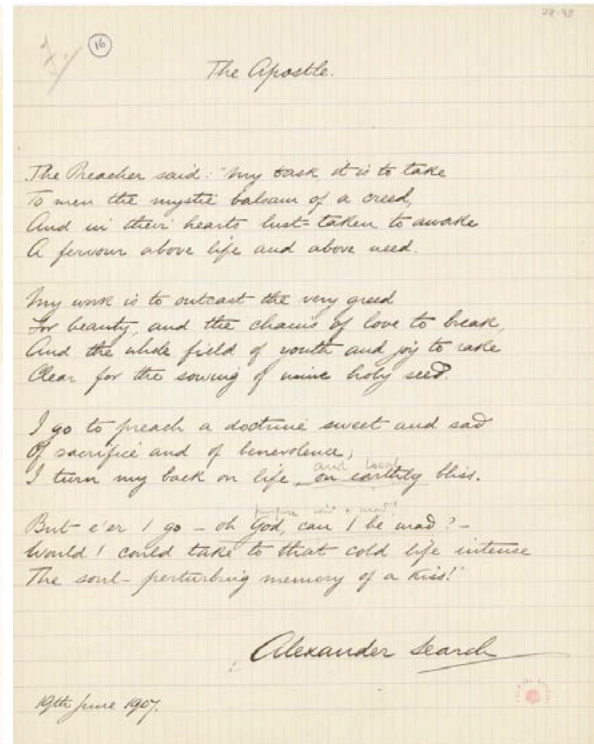 78-45
16
The Apostle.
The Preacher said: "My task it is to take
To men the mystic balsam of a creed,
And in their hearts lust-taken to awake
A fervour above life and above need.
My work is to outcast the very greed
For beauty, and the chains of love to break,
And the whole field of youth and joy to rake
Clear for the sowing of mine holy seed.
I go to preach a doctrine sweet and sad
Of sacrifice and of benevolence;
and
I turn my back on life, on earthly bliss.
But e'er I go – oh God, can I be mad? –
Would I could take to that cold life intense
The soul-perturbing memory of a kiss!"
Alexander Search
19th June 1907.